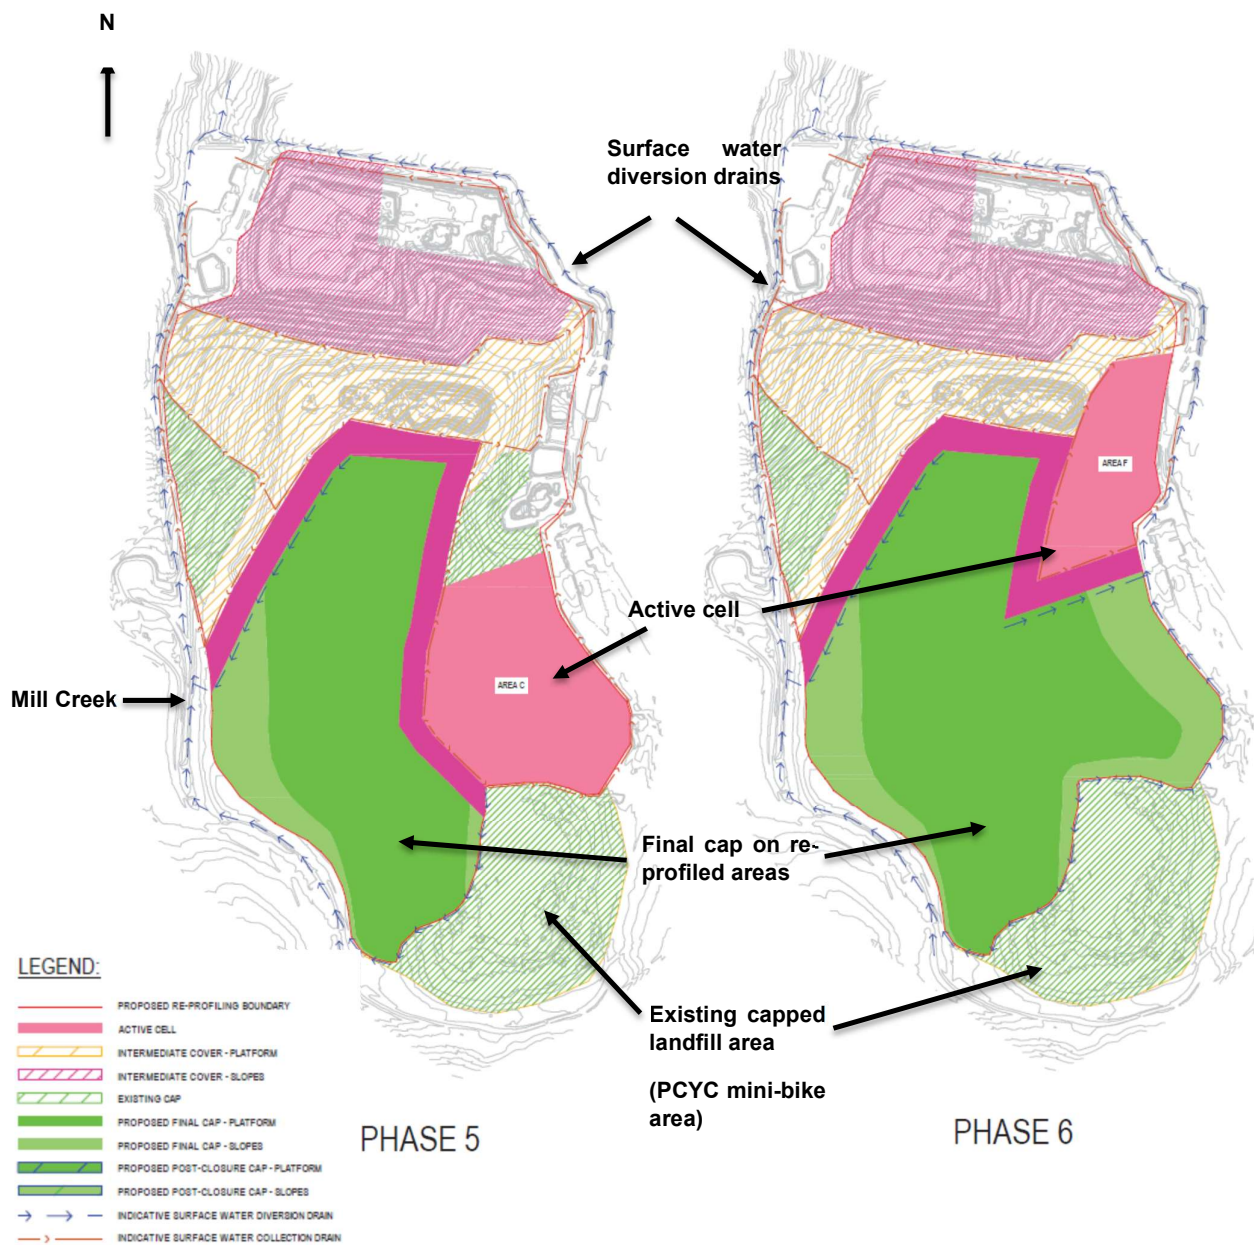 N
Surface water
diversion drains
AREA F
Active cell
AREA C
Mill Creek
Final cap on re-
profiled areas
Existing capped
landfill area
(PCYC mini-bike
area)
PHASE 5
PHASE 6
LEGEND:
PROPOSED RE-PROFILING BOUNDARY
ACTIVE CELL
INTERMEDIATE COVER - PLATFORM
INTERMEDIATE COVER - SLOPES
EXISTING CAP
PROPOSED FINAL CAP - PLATFORM
PROPOSED FINAL CAP - SLOPES
PROPOSED POST-CLOSURE CAP - PLATFORM
PROPOSED POST-CLOSURE CAP - SLOPES
INDICATIVE SURFACE WATER DIVERSION DRAIN
INDICATIVE SURFACE WATER COLLECTION DRAIN